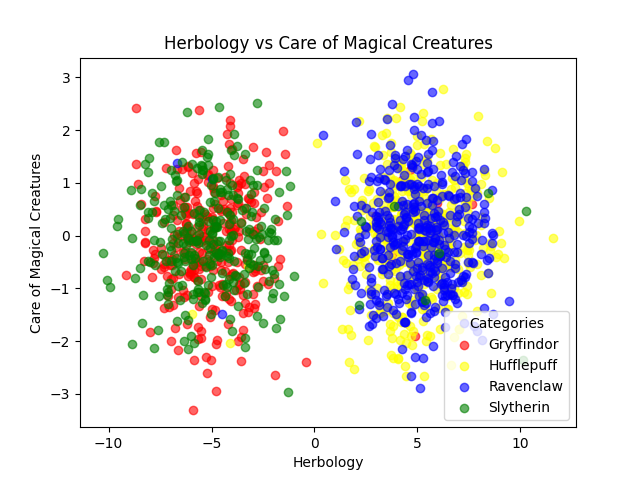 Herbology vs Care of Magical Creatures
Care of Magical Creatures
3
2
1
0
−1
−2
−3
−10
−5
0
5
10
Herbology
Categories
Gryffindor
Hufflepuff
Ravenclaw
Slytherin